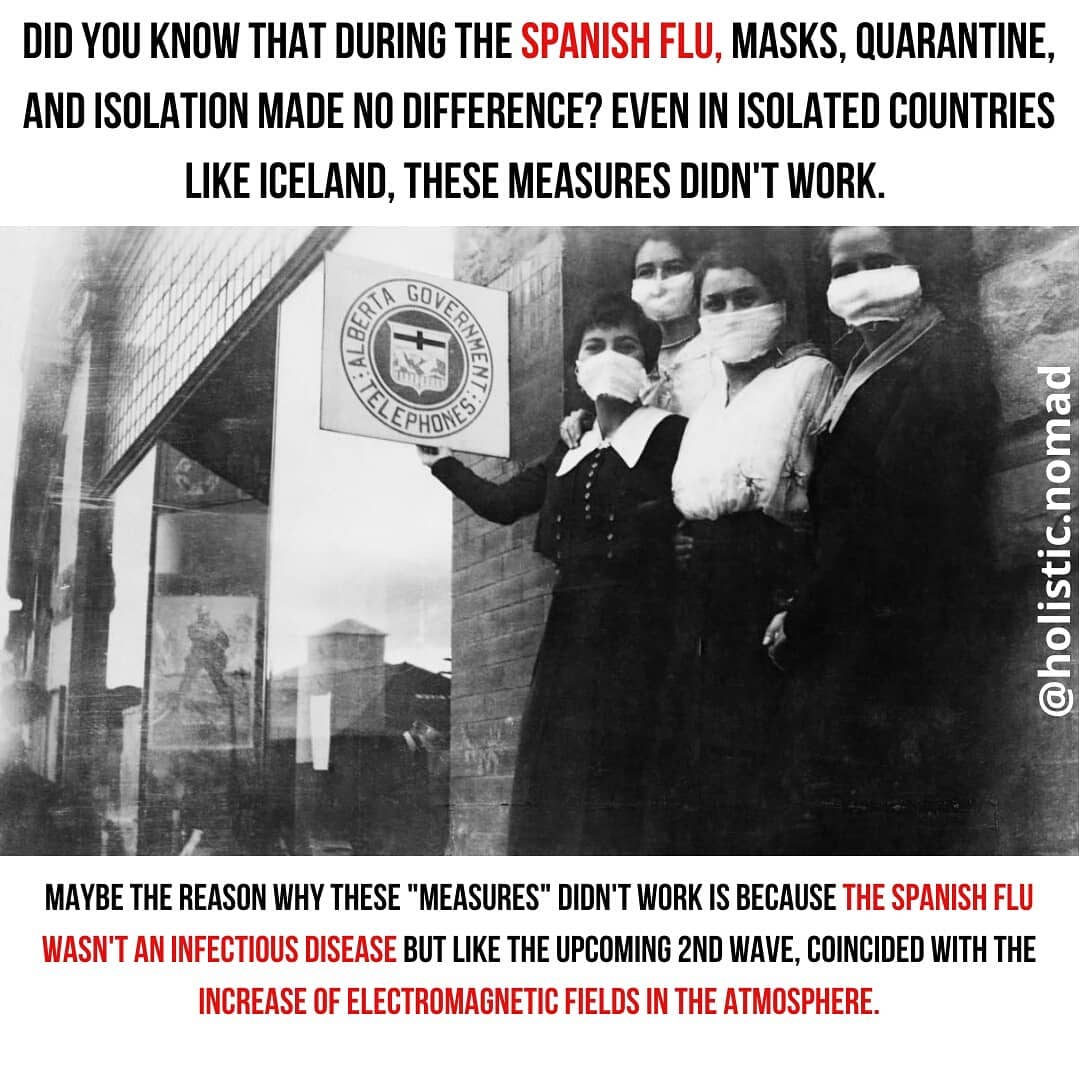 DID YOU KNOW THAT DURING THE SPANISH FLU, MASKS, QUARANTINE,
AND ISOLATION MADE NO DIFFERENCE? EVEN IN ISOLATED COUNTRIES
LIKE ICELAND, THESE MEASURES DIDN'T WORK.
ALBERTA GOVERNMENT
TELEPHONES
@holistic.nomad
MAYBE THE REASON WHY THESE "MEASURES" DIDN'T WORK IS BECAUSE THE SPANISH FLU
WASN'T AN INFECTIOUS DISEASE BUT LIKE THE UPCOMING 2ND WAVE, COINCIDED WITH THE
INCREASE OF ELECTROMAGNETIC FIELDS IN THE ATMOSPHERE.